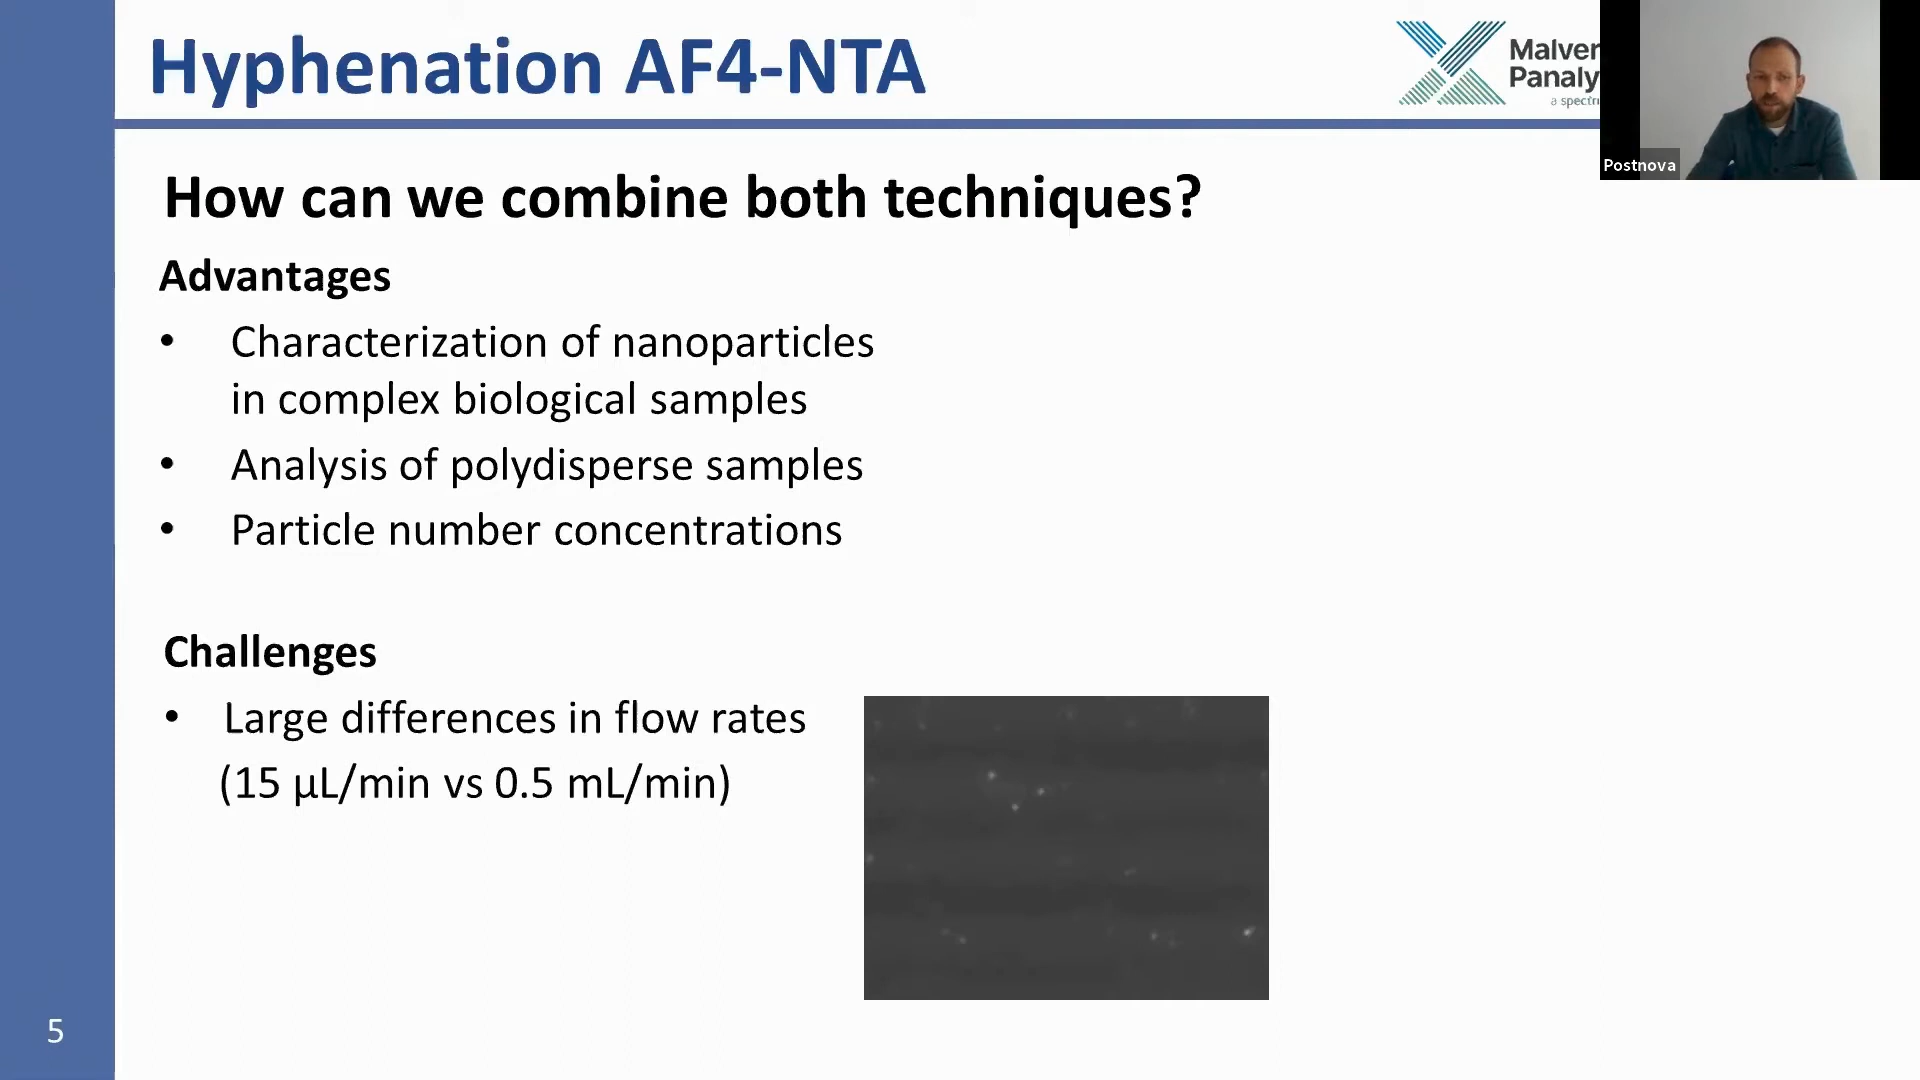 Hyphenation AF4-NTA
Malver
Panaly
a spectri
Postnova
How can we combine both techniques?
Advantages
• Characterization of nanoparticles
in complex biological samples
• Analysis of polydisperse samples
• Particle number concentrations
Challenges
• Large differences in flow rates
(15 µL/min vs 0.5 mL/min)
5